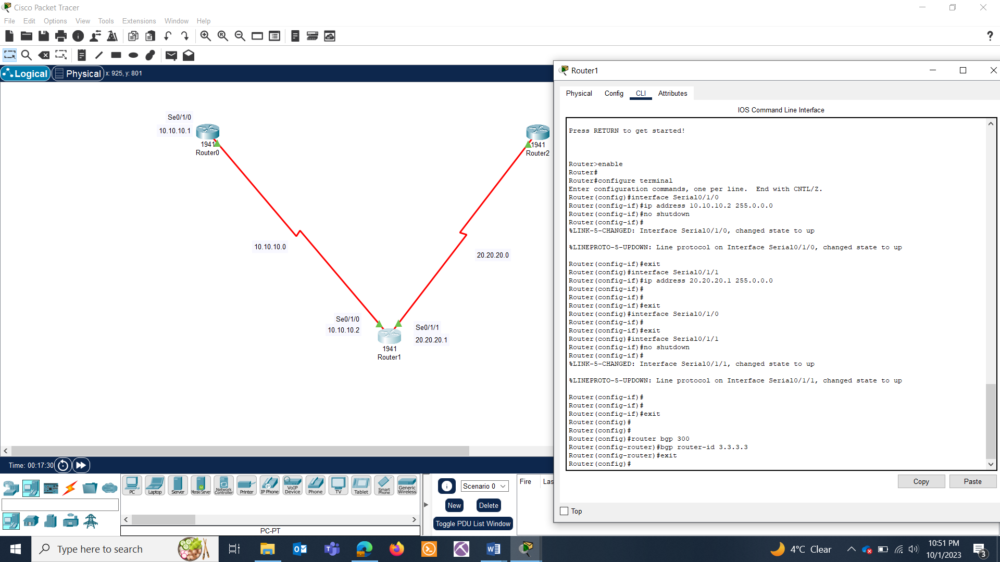 Cisco Packet Tracer
File Edit Options View Tools Extensions Window Help
Logical Physical x: 925, y: 801
Se0/1/0
10.10.10.1
1941
Router0
1941
Router2
10.10.10.0
20.20.20.0
Se0/1/0
10.10.10.2
Se0/1/1
20.20.20.1
1941
Router1
Time: 00:17:30
PC Laptop Server Meraki Server Network Controller Printer IP Phone VoIP Device Phone TV Tablet Smart Phone Generic Wireless
PC-PT
Scenario 0
New Delete
Toggle PDU List Window
Fire Las
Router1
Physical Config CLI Attributes
IOS Command Line Interface
Press RETURN to get started!
Router>enable
Router#
Router#configure terminal
Enter configuration commands, one per line. End with CNTL/Z.
Router(config)#interface Serial0/1/0
Router(config-if)#ip address 10.10.10.2 255.0.0.0
Router(config-if)#no shutdown
Router(config-if)#
%LINK-5-CHANGED: Interface Serial0/1/0, changed state to up
%LINEPROTO-5-UPDOWN: Line protocol on Interface Serial0/1/0, changed state to up
Router(config-if)#exit
Router(config)#interface Serial0/1/1
Router(config-if)#ip address 20.20.20.1 255.0.0.0
Router(config-if)#
Router(config-if)#
Router(config-if)#exit
Router(config)#interface Serial0/1/0
Router(config-if)#
Router(config-if)#exit
Router(config)#interface Serial0/1/1
Router(config-if)#no shutdown
Router(config-if)#
%LINK-5-CHANGED: Interface Serial0/1/1, changed state to up
%LINEPROTO-5-UPDOWN: Line protocol on Interface Serial0/1/1, changed state to up
Router(config-if)#
Router(config-if)#
Router(config-if)#exit
Router(config)#
Router(config)#
Router(config)#router bgp 300
Router(config-router)#bgp router-id 3.3.3.3
Router(config-router)#exit
Router(config)#
Copy Paste
Top
Type here to search
4°C Clear
10:51 PM
10/1/2023
3